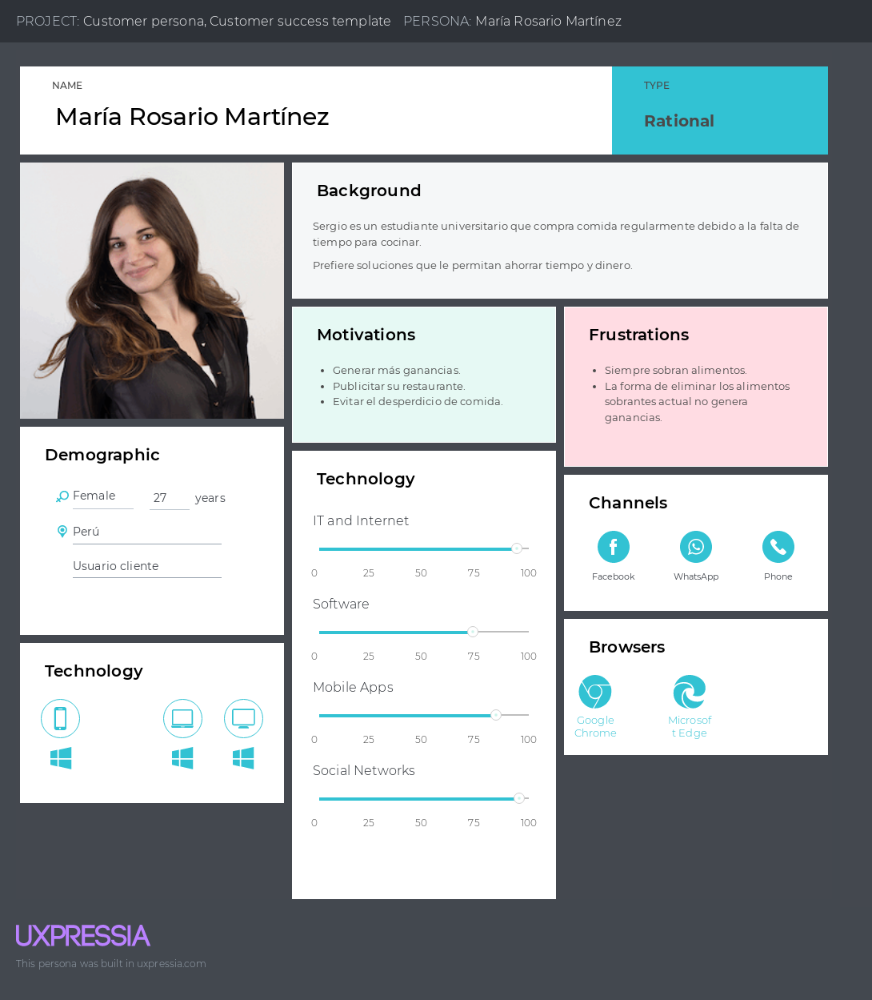 PROJECT: Customer persona, Customer success template PERSONA: María Rosario Martínez
NAME
María Rosario Martínez
TYPE
Rational
Background
Sergio es un estudiante universitario que compra comida regularmente debido a la falta de
tiempo para cocinar.
Prefiere soluciones que le permitan ahorrar tiempo y dinero.
Motivations
Generar más ganancias.
Publicitar su restaurante.
Evitar el desperdicio de comida.
Frustrations
Siempre sobran alimentos.
La forma de eliminar los alimentos
sobrantes actual no genera
ganancias.
Demographic
Female 27 years
Perú
Usuario cliente
Technology
Technology
IT and Internet
0 25 50 75 100
Software
0 25 50 75 100
Mobile Apps
0 25 50 75 100
Social Networks
0 25 50 75 100
Channels
Facebook WhatsApp Phone
Browsers
Google
Chrome
Microsof
t Edge
UXPRESSIA
This persona was built in uxpressia.com